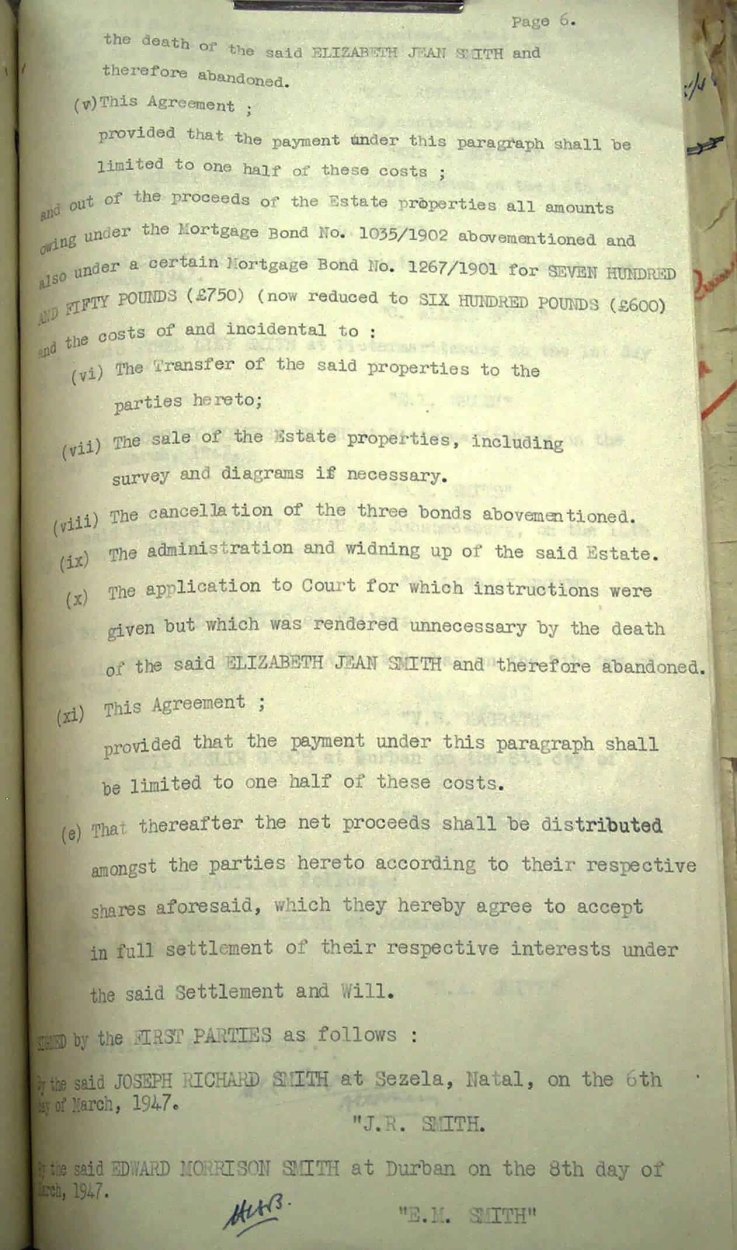 Page 6.
the death of the said ELIZABETH JEAN SMITH and
therefore abandoned.
(v)This Agreement ;
provided that the payment under this paragraph shall be
limited to one half of these costs ;
and out of the proceeds of the Estate properties all amounts
owing under the Mortgage Bond No. 1035/1902 abovementioned and
also under a certain Mortgage Bond No. 1267/1901 for SEVEN HUNDRED
AND FIFTY POUNDS (£750) (now reduced to SIX HUNDRED POUNDS (£600)
and the costs of and incidental to :
(vi) The Transfer of the said properties to the
parties hereto;
(vii) The sale of the Estate properties, including
survey and diagrams if necessary.
(viii) The cancellation of the three bonds abovementioned.
(ix) The administration and widning up of the said Estate.
(x) The application to Court for which instructions were
given but which was rendered unnecessary by the death
of the said ELIZABETH JEAN SMITH and therefore abandoned.
(xi) This Agreement ;
provided that the payment under this paragraph shall
be limited to one half of these costs.
(e) That thereafter the net proceeds shall be distributed
amongst the parties hereto according to their respective
shares aforesaid, which they hereby agree to accept
in full settlement of their respective interests under
the said Settlement and Will.
SIGNED by the FIRST PARTIES as follows :
By the said JOSEPH RICHARD SMITH at Sezela, Natal, on the 6th
day of March, 1947.
"J.R. SMITH.
By the said EDWARD MORRISON SMITH at Durban on the 8th day of
March, 1947.
"E.M. SMITH"